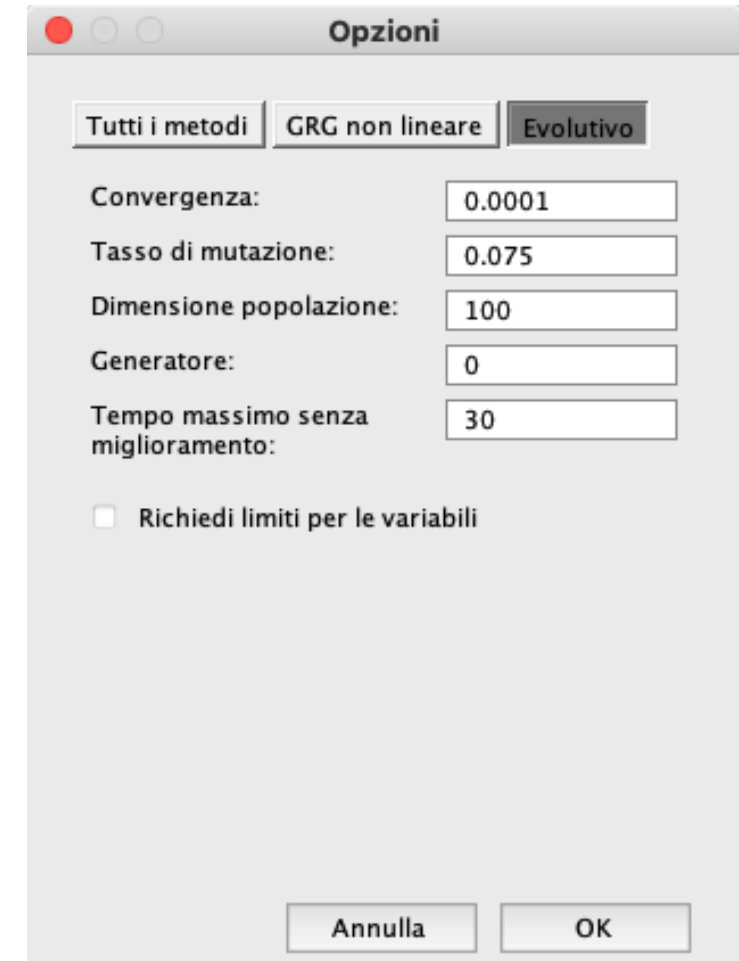 Opzioni
Tutti i metodi GRG non lineare Evolutivo
Convergenza: 0.0001
Tasso di mutazione: 0.075
Dimensione popolazione: 100
Generatore: 0
Tempo massimo senza 30
miglioramento:
Richiedi limiti per le variabili
Annulla OK